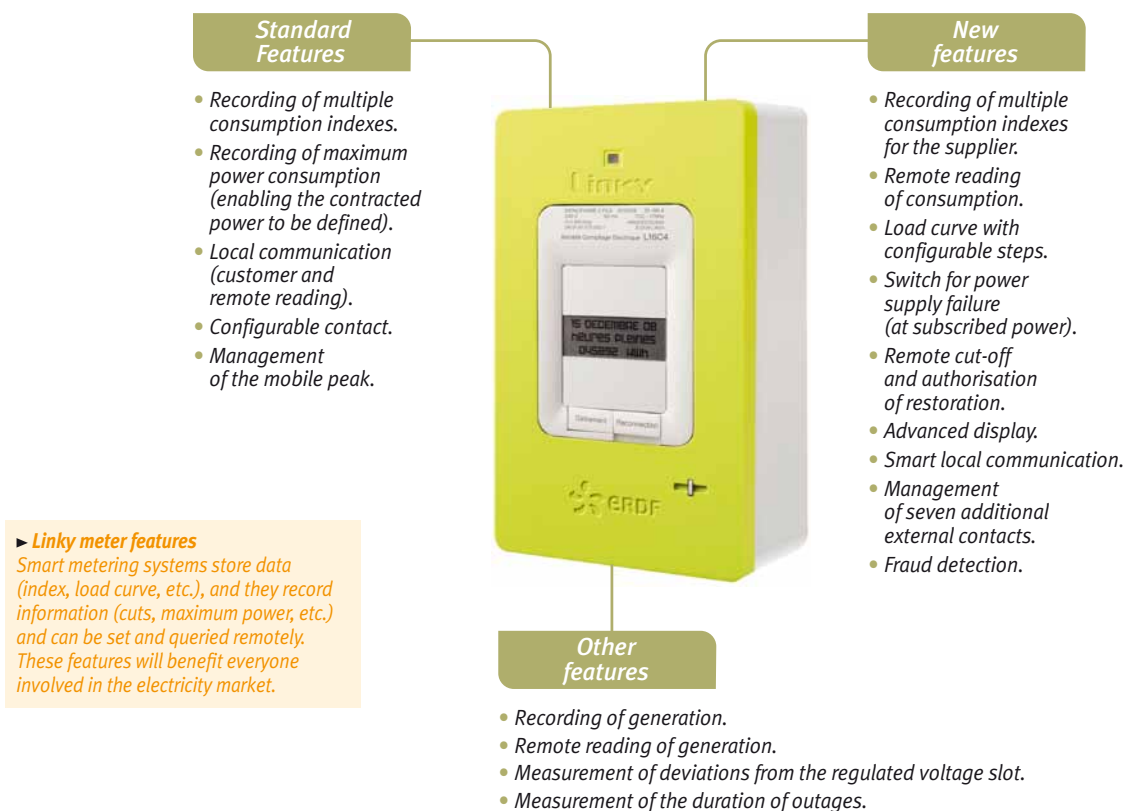 Standard
Features
• Recording of multiple
consumption indexes.
• Recording of maximum
power consumption
(enabling the contracted
power to be defined).
• Local communication
(customer and
remote reading).
• Configurable contact.
• Management
of the mobile peak.
New
features
• Recording of multiple
consumption indexes
for the supplier.
• Remote reading
of consumption.
• Load curve with
configurable steps.
• Switch for power
supply failure
(at subscribed power).
• Remote cut-off
and authorisation
of restoration.
• Advanced display.
• Smart local communication.
• Management
of seven additional
external contacts.
• Fraud detection.
Linky
L16C4
15 DECEMBRE 08
HEURES PLEINES
045892 KWH
Reconnection
ERDF
► Linky meter features
Smart metering systems store data
(index, load curve, etc.), and they record
information (cuts, maximum power, etc.)
and can be set and queried remotely.
These features will benefit everyone
involved in the electricity market.
Other
features
• Recording of generation.
• Remote reading of generation.
• Measurement of deviations from the regulated voltage slot.
• Measurement of the duration of outages.